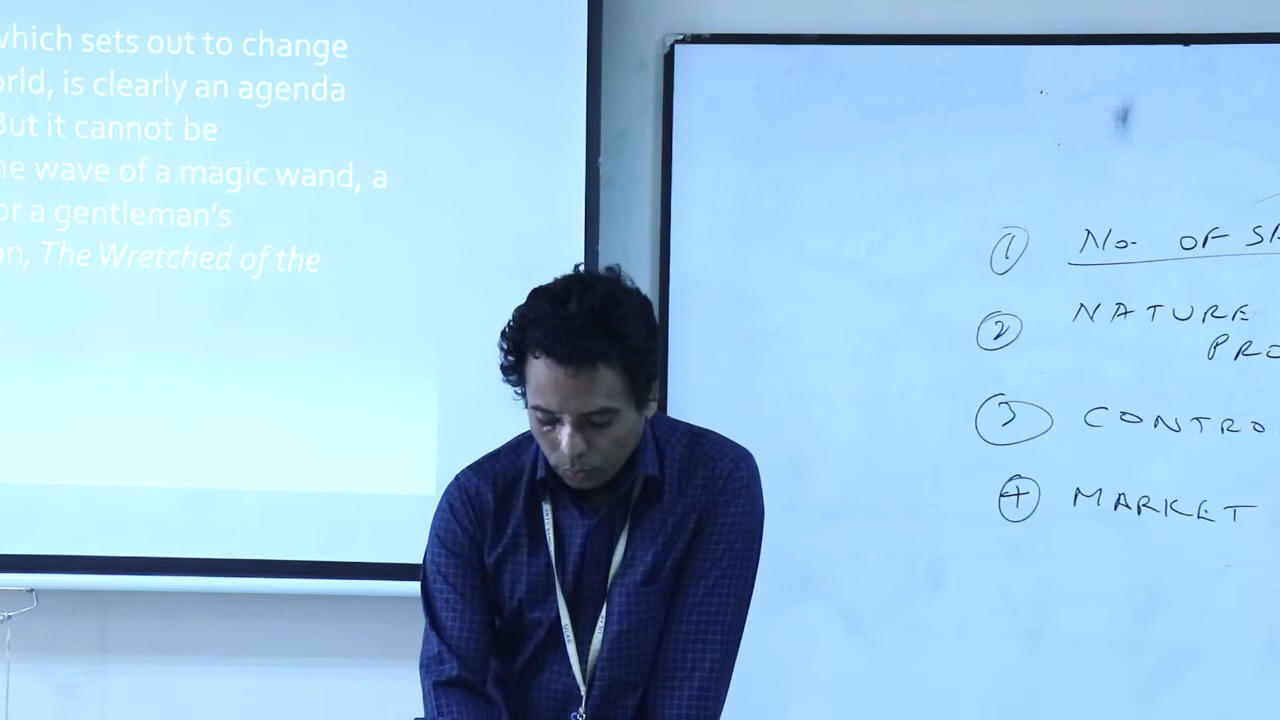 which sets out to change
orld, is clearly an agenda
But it cannot be
he wave of a magic wand, a
or a gentleman's
on, The Wretched of the
① No. OF
② NATURE
PRO
③ CONTRO
④ MARKET